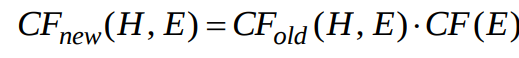 CF_new(H, E) = CF_old(H, E)·CF(E)